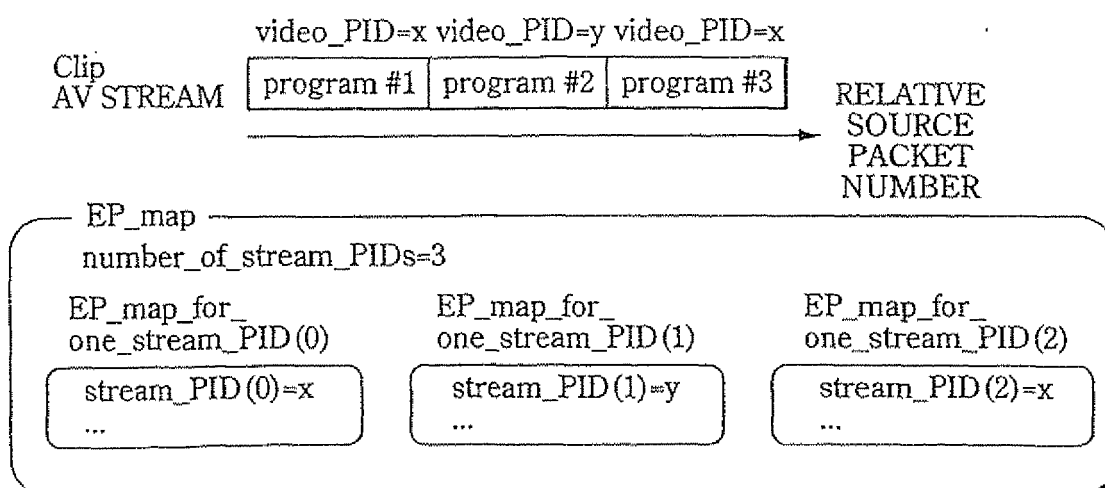 video_PID=x video_PID=y video_PID=x
Clip
AV STREAM
program #1 program #2 program #3
RELATIVE
SOURCE
PACKET
NUMBER
EP_map
number_of_stream_PIDs=3
EP_map_for_
one_stream_PID(0)
stream_PID(0)=x
...
EP_map_for_
one_stream_PID(1)
stream_PID(1)=y
...
EP_map_for_
one_stream_PID(2)
stream_PID(2)=x
...